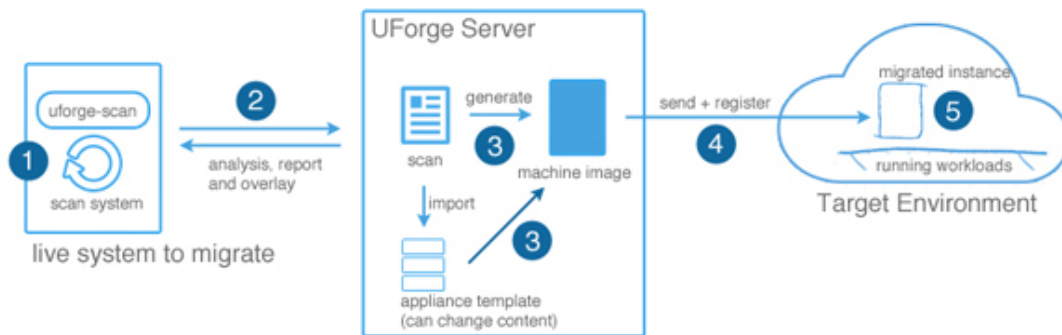 UForge Server
uforge-scan
1
scan system
live system to migrate
2
analysis, report
and overlay
scan
generate
3
machine image
import
3
appliance template
(can change content)
send + register
4
migrated instance
5
running workloads
Target Environment